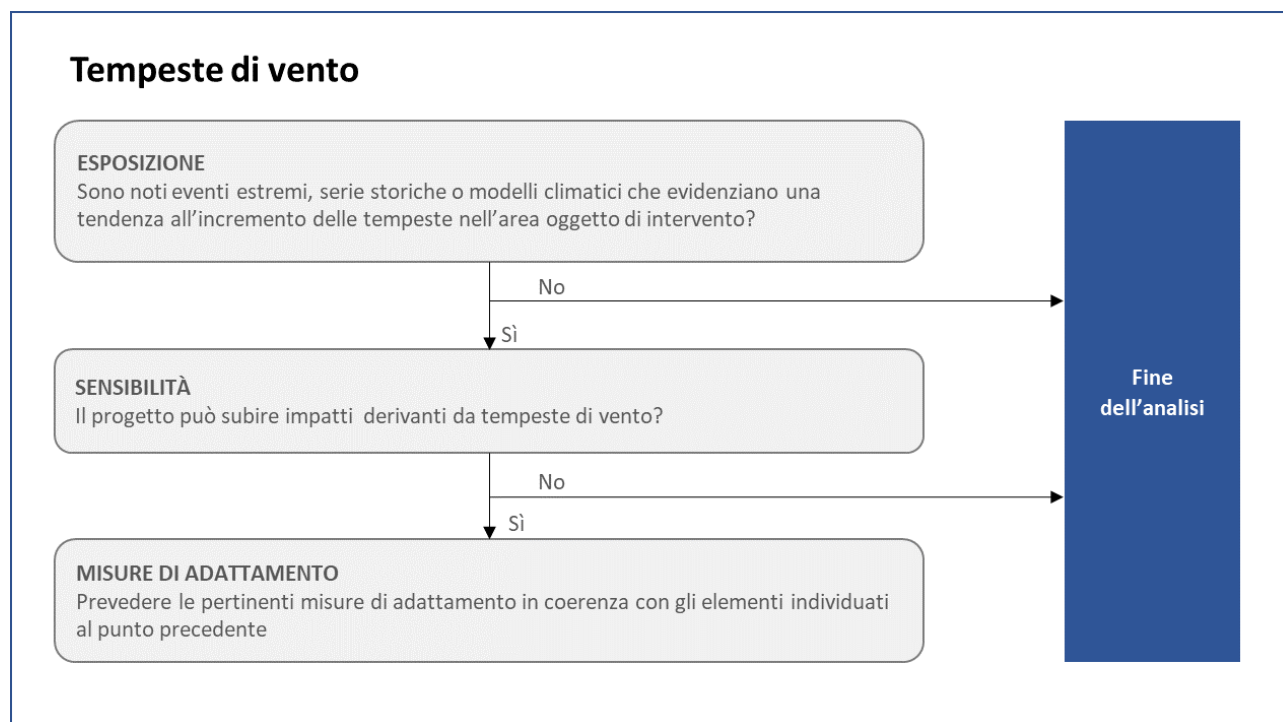 Tempeste di vento
ESPOSIZIONE
Sono noti eventi estremi, serie storiche o modelli climatici che evidenziano una
tendenza all'incremento delle tempeste nell'area oggetto di intervento?
No
Sì
SENSIBILITÀ
Il progetto può subire impatti derivanti da tempeste di vento?
Fine
dell'analisi
No
Sì
MISURE DI ADATTAMENTO
Prevedere le pertinenti misure di adattamento in coerenza con gli elementi individuati
al punto precedente